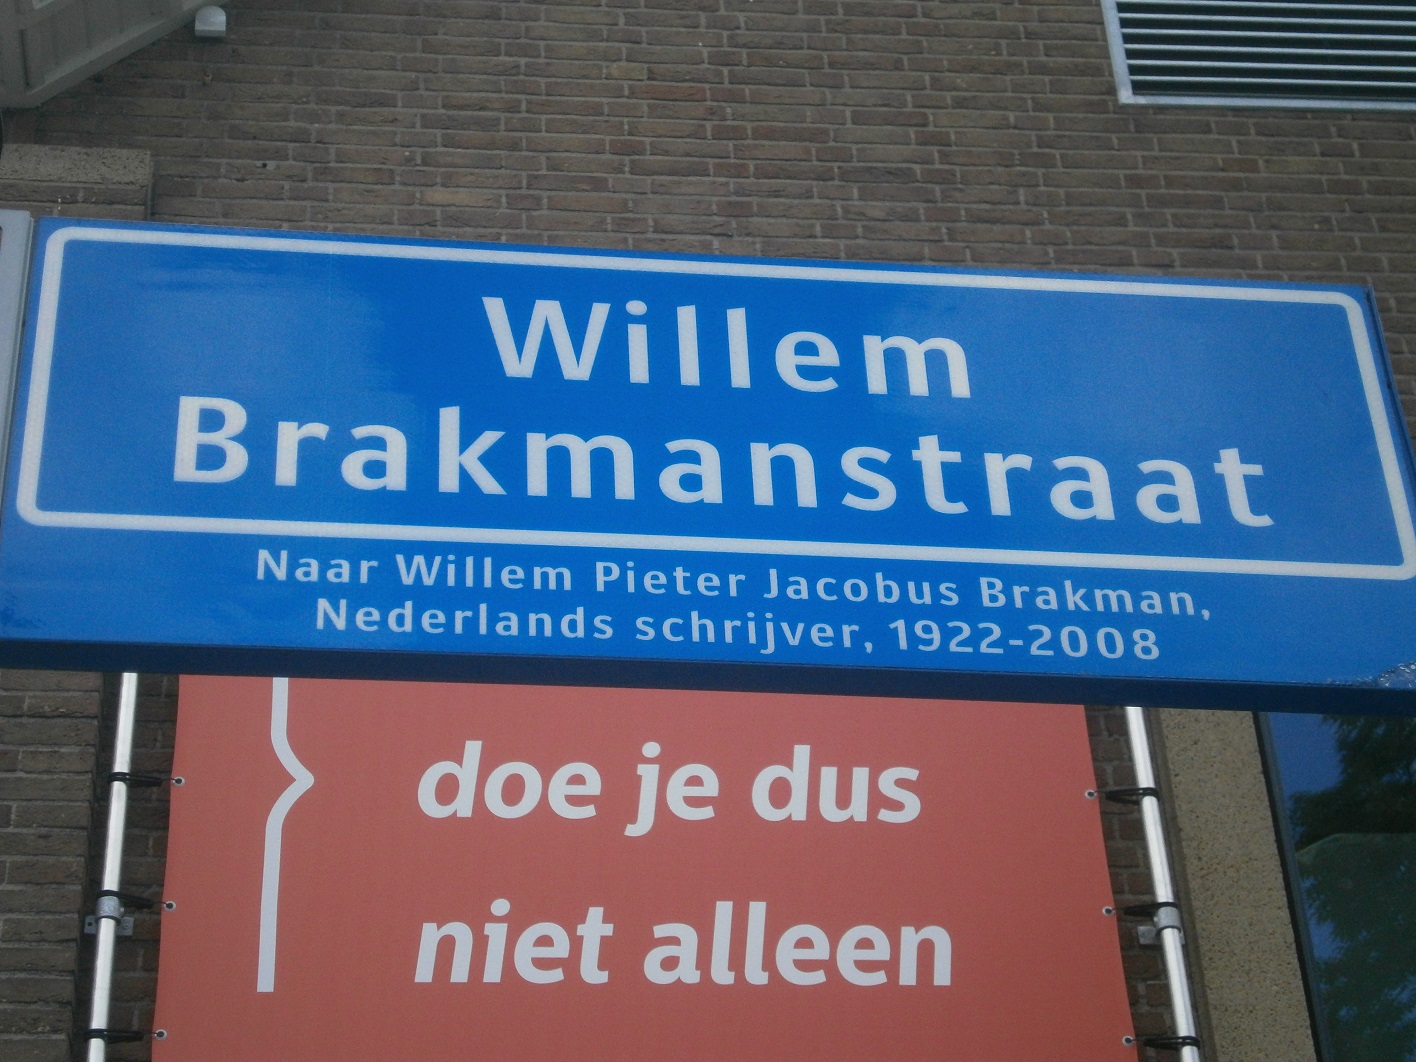 Willem
Brakmanstraat
Naar Willem Pieter Jacobus Brakman,
Nederlands schrijver, 1922-2008
doe je dus
niet alleen